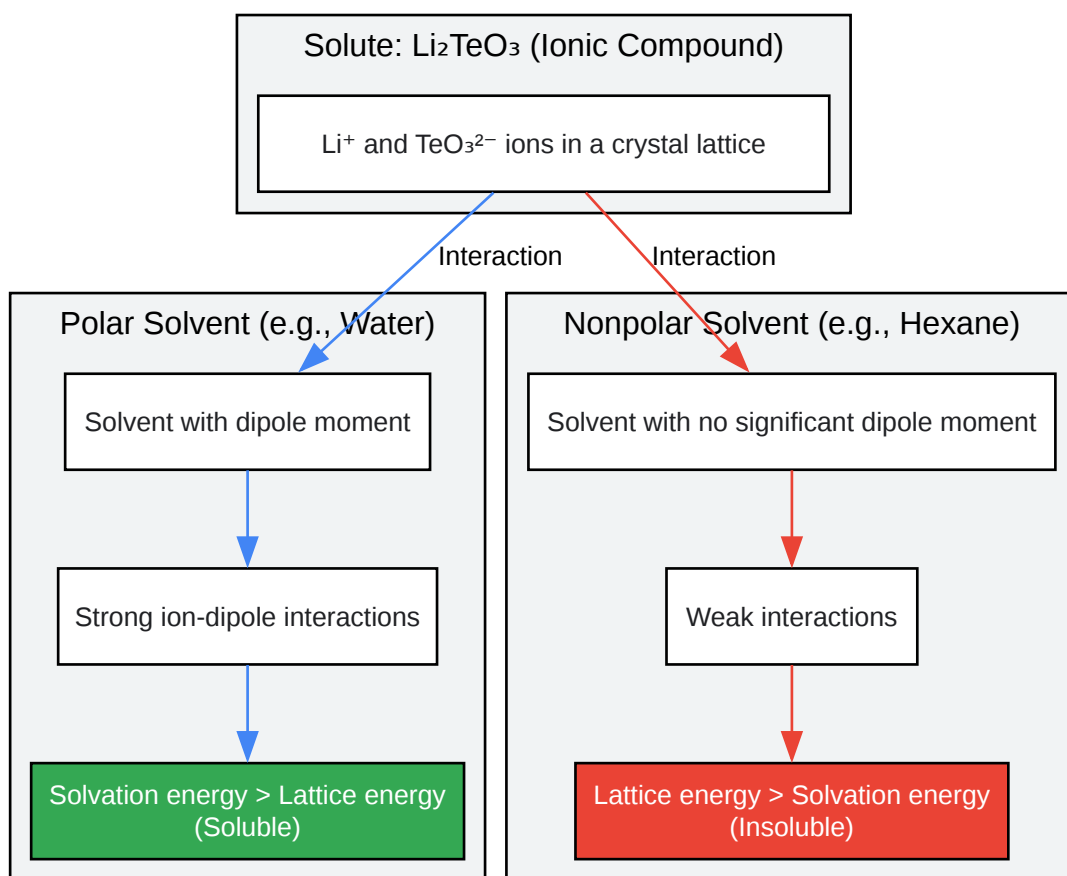 Solute: Li₂TeO₃ (Ionic Compound)
Li⁺ and TeO₃²⁻ ions in a crystal lattice
Interaction
Interaction
Polar Solvent (e.g., Water)
Solvent with dipole moment
Strong ion-dipole interactions
Solvation energy > Lattice energy
(Soluble)
Nonpolar Solvent (e.g., Hexane)
Solvent with no significant dipole moment
Weak interactions
Lattice energy > Solvation energy
(Insoluble)